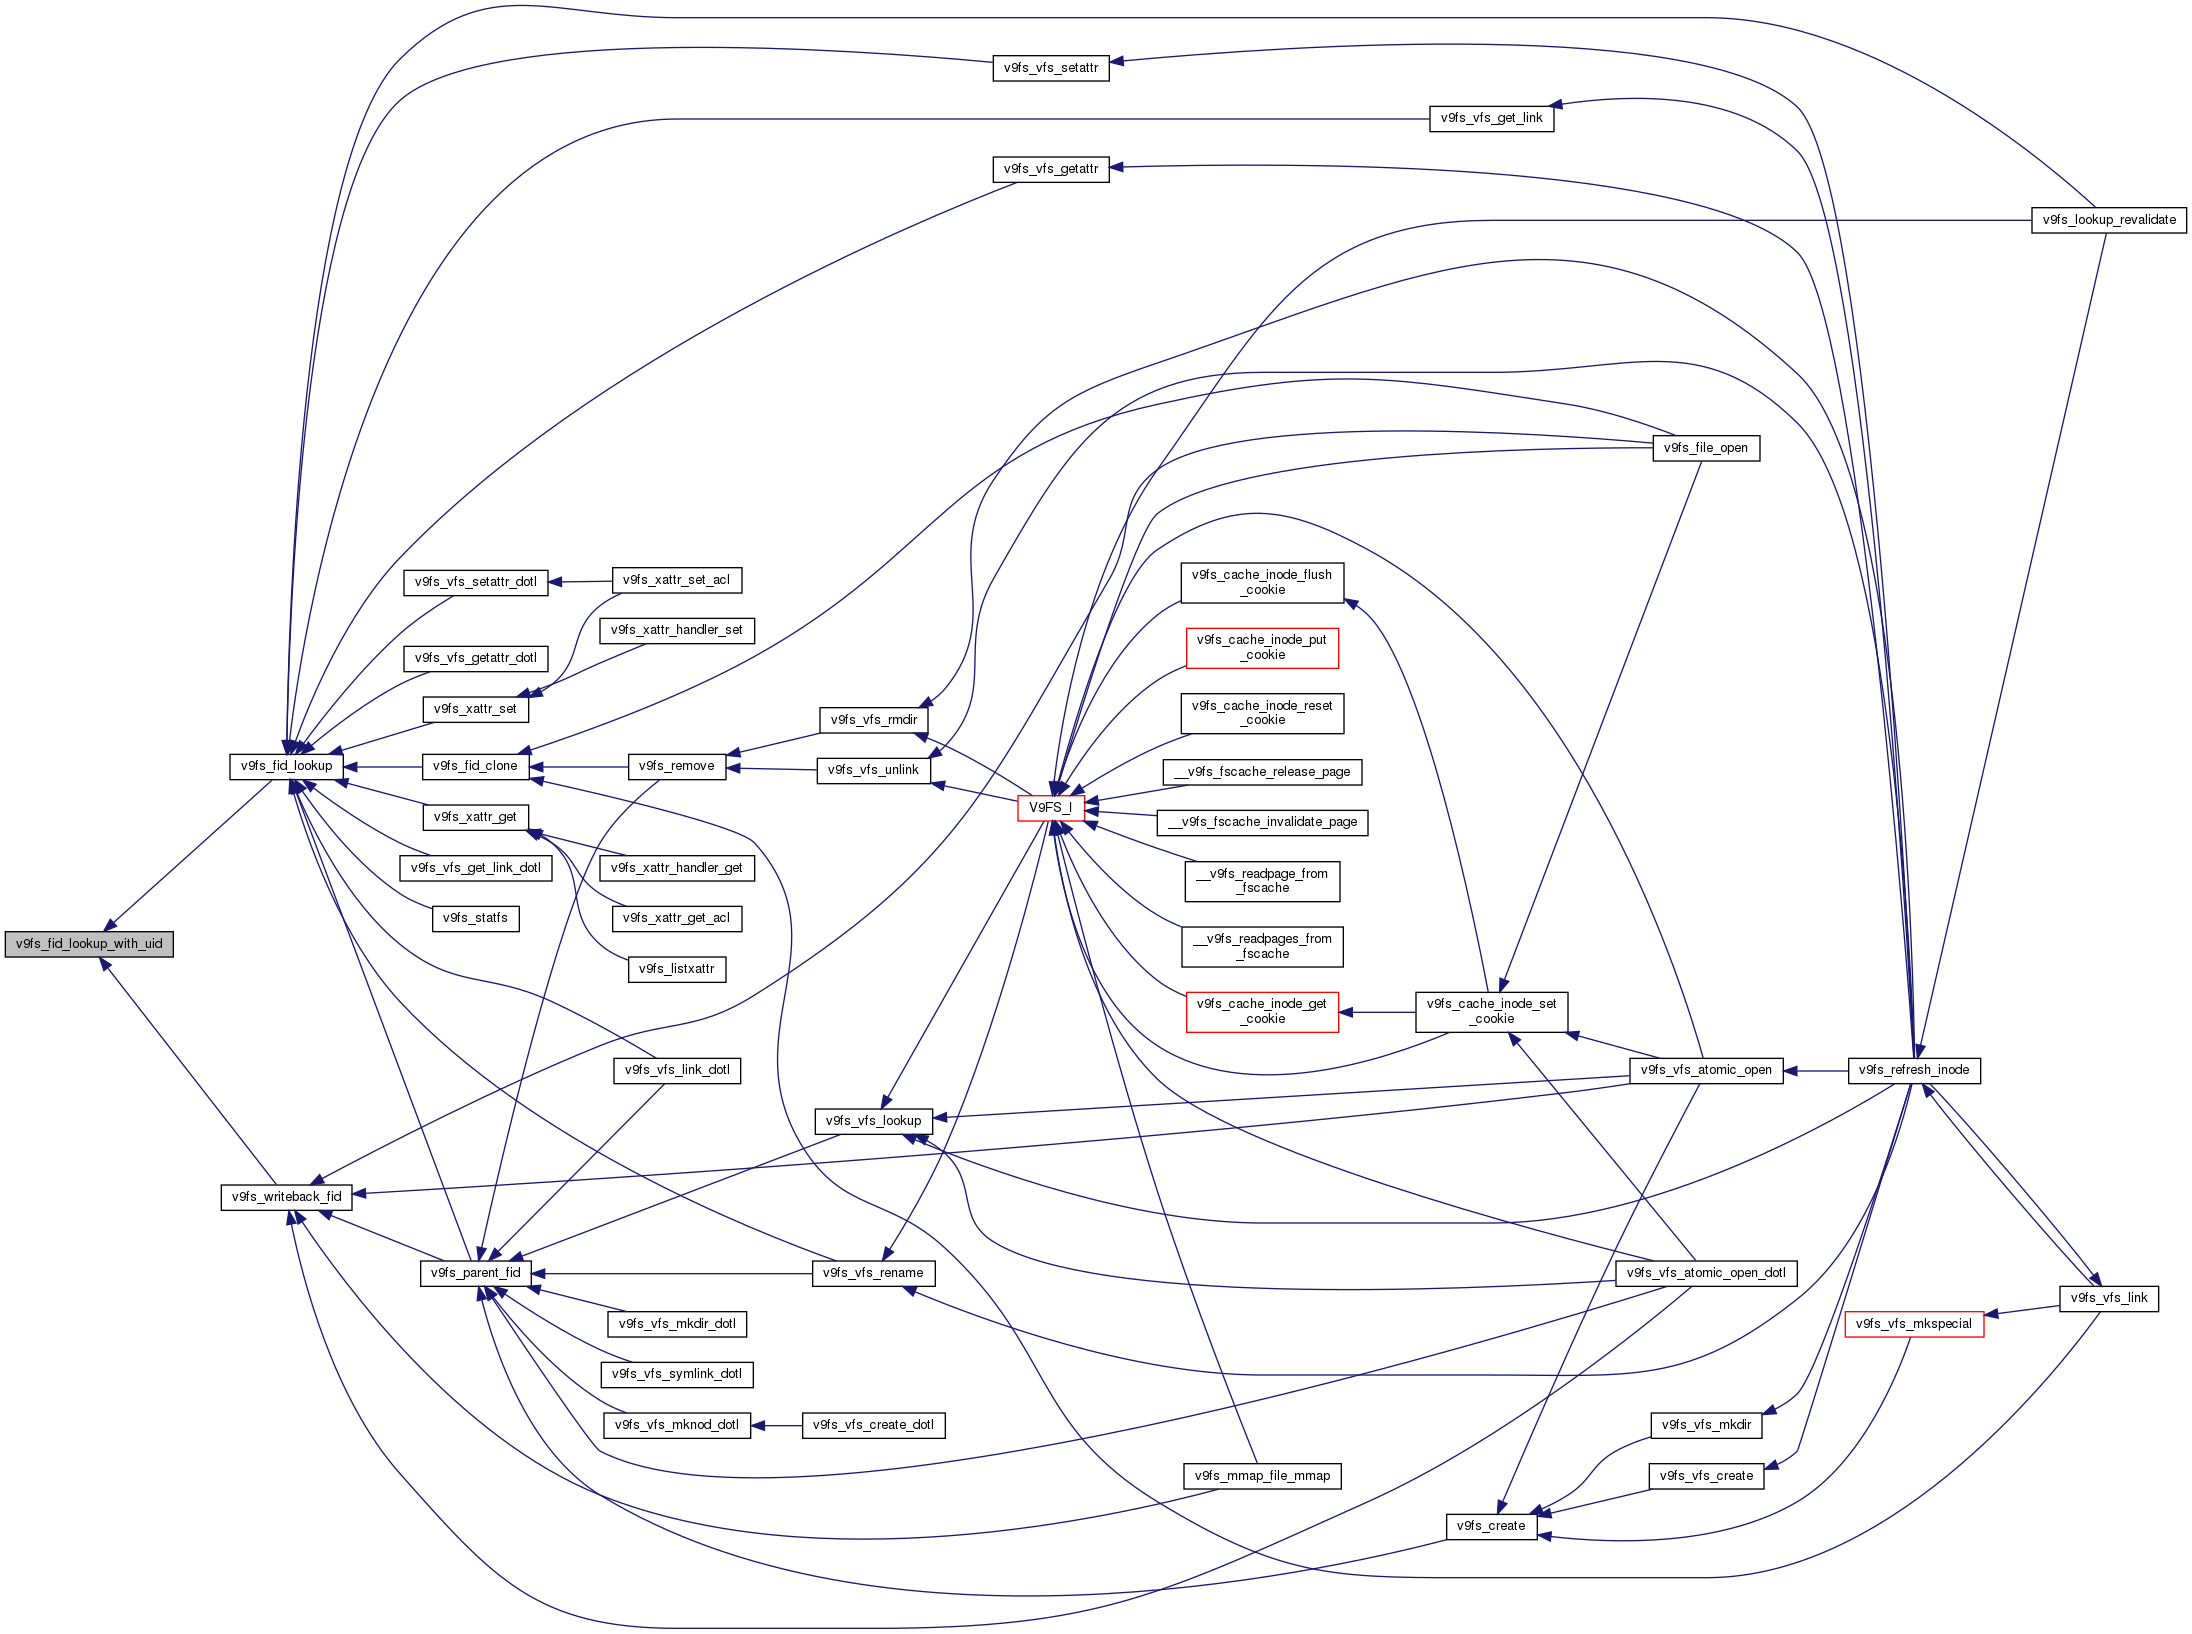 v9fs_vfs_setattr
v9fs_vfs_get_link
v9fs_vfs_getattr
v9fs_lookup_revalidate
v9fs_file_open
v9fs_vfs_setattr_dotl
v9fs_xattr_set_acl
v9fs_cache_inode_flush
_cookie
v9fs_xattr_handler_set
v9fs_cache_inode_put
_cookie
v9fs_vfs_getattr_dotl
v9fs_xattr_set
v9fs_vfs_rmdir
v9fs_cache_inode_reset
_cookie
v9fs_fid_lookup
v9fs_fid_clone
v9fs_remove
v9fs_vfs_unlink
__v9fs_fscache_release_page
V9FS_I
v9fs_xattr_get
__v9fs_fscache_invalidate_page
v9fs_vfs_get_link_dotl
v9fs_xattr_handler_get
__v9fs_readpage_from
_fscache
v9fs_statfs
v9fs_xattr_get_acl
v9fs_fid_lookup_with_uid
__v9fs_readpages_from
_fscache
v9fs_listxattr
v9fs_cache_inode_get
_cookie
v9fs_cache_inode_set
_cookie
v9fs_vfs_link_dotl
v9fs_vfs_atomic_open
v9fs_refresh_inode
v9fs_vfs_lookup
v9fs_writeback_fid
v9fs_parent_fid
v9fs_vfs_rename
v9fs_vfs_atomic_open_dotl
v9fs_vfs_link
v9fs_vfs_mkdir_dotl
v9fs_vfs_mkspecial
v9fs_vfs_symlink_dotl
v9fs_vfs_mknod_dotl
v9fs_vfs_create_dotl
v9fs_vfs_mkdir
v9fs_mmap_file_mmap
v9fs_vfs_create
v9fs_create